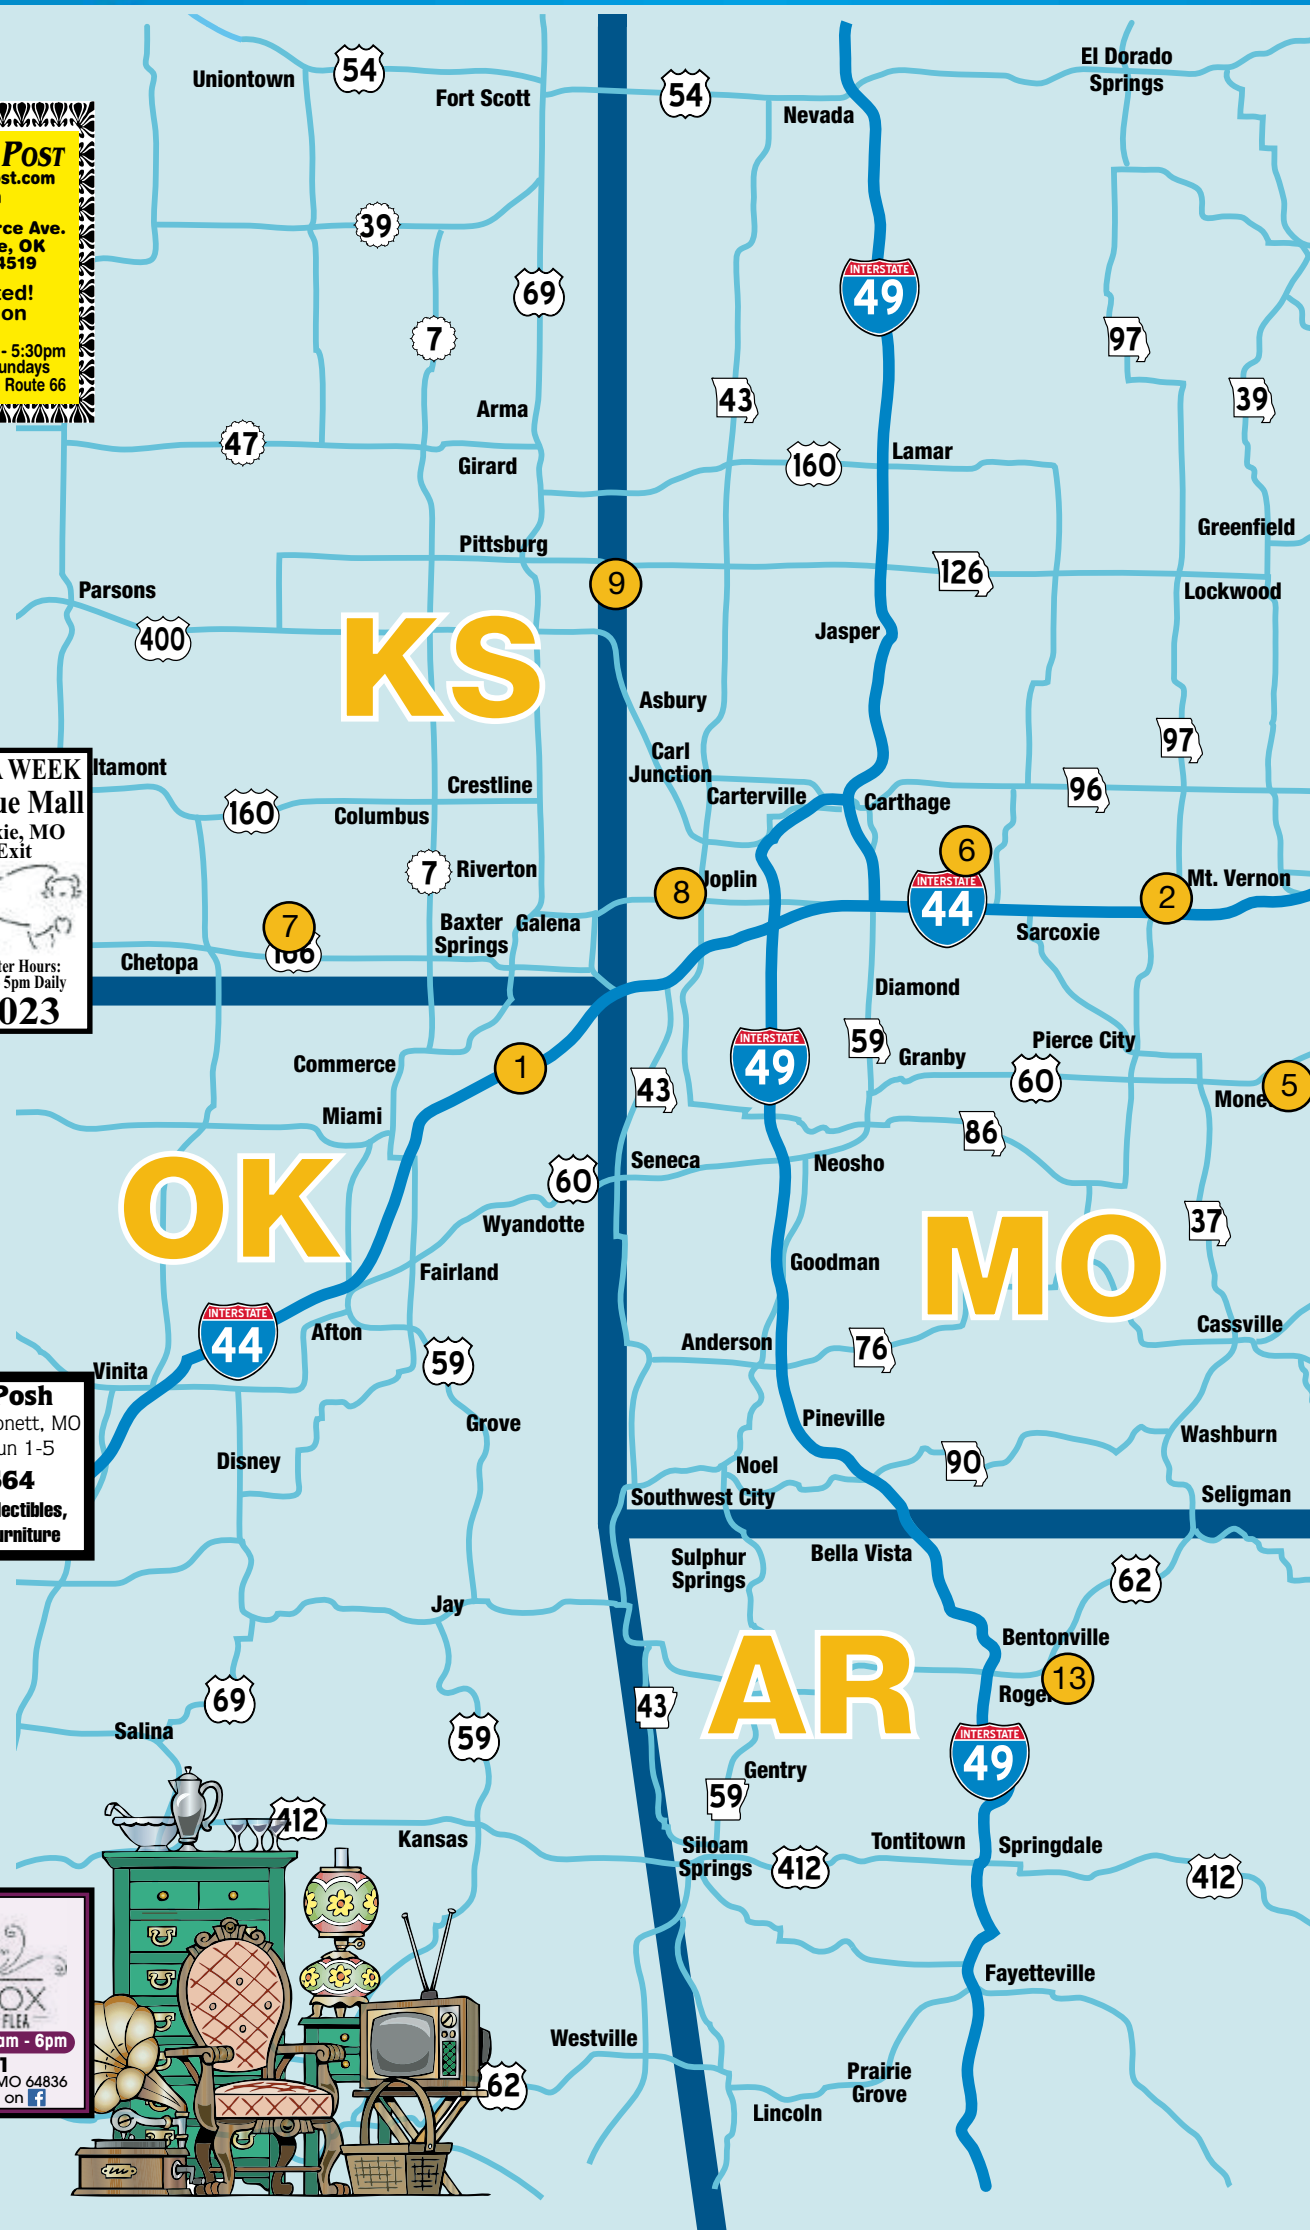 Uniontown
54
Fort Scott
54
Nevada
El Dorado
Springs
POST
st.com
rce Ave.
e, OK
4519
ted!
on
- 5:30pm
undays
Route 66
39
69
7
INTERSTATE
49
97
43
39
Arma
47
Girard
160
Lamar
Greenfield
Pittsburg
9
126
Lockwood
Parsons
400
KS
Jasper
Asbury
97
Carl
Junction
A WEEK
ue Mall
xie, MO
Exit
ter Hours:
5pm Daily
023
ltamont
160
Crestline
Columbus
Carterville
Carthage
96
7
Riverton
8
Joplin
6
INTERSTATE
44
2
Mt. Vernon
7
166
Baxter
Springs
Galena
Sarcoxie
Chetopa
Diamond
Commerce
1
INTERSTATE
49
59
Granby
Pierce City
60
43
5
Mone
Miami
86
OK
60
Seneca
Neosho
Wyandotte
MO
37
Goodman
Fairland
INTERSTATE
44
Afton
59
Anderson
76
Cassville
Vinita
Posh
onett, MO
un 1-5
664
lectibles,
urniture
Grove
Pineville
Washburn
Disney
Noel
90
Southwest City
Seligman
Sulphur
Springs
Bella Vista
62
Jay
Bentonville
AR
13
Roge
69
43
Salina
59
INTERSTATE
49
Gentry
59
412
Kansas
Siloam
Springs
412
Tontitown
Springdale
412
OX
FLEA
am - 6pm
MO 64836
on f
Fayetteville
Westville
62
Prairie
Grove
Lincoln